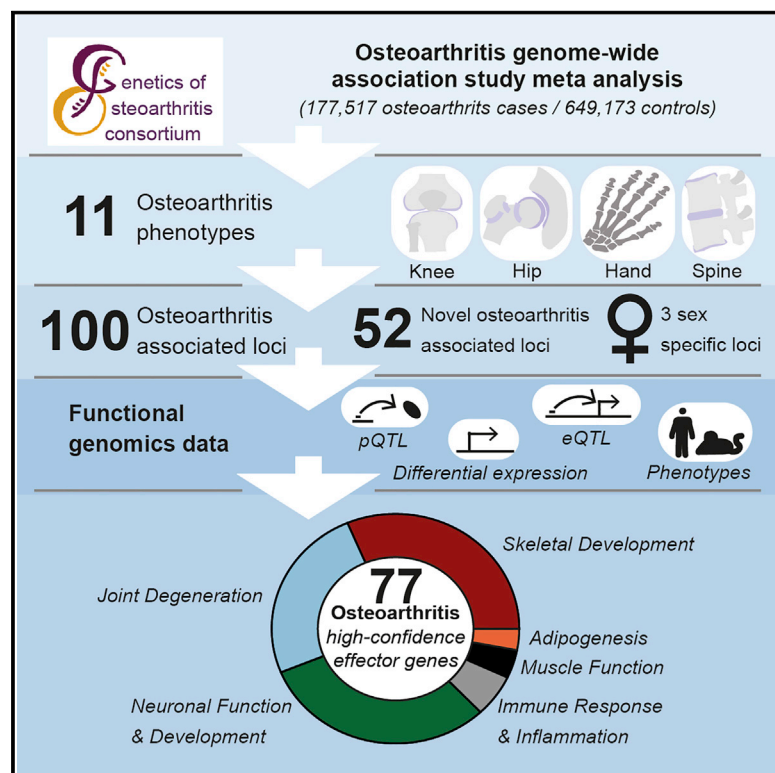 Genetics of
steoarthritis
consortium
Osteoarthritis genome-wide
association study meta analysis
(177,517 osteoarthrits cases / 649,173 controls)
11 Osteoarthritis
phenotypes
Knee
Hip
Hand
Spine
100 Osteoarthritis
associated loci
52 Novel osteoarthritis
associated loci
3 sex
specific loci
Functional
genomics data
pQTL
Differential expression
eQTL
Phenotypes
77
Osteoarthritis
high-confidence
effector genes
Skeletal Development
Adipogenesis
Muscle Function
Immune Response
& Inflammation
Neuronal Function
& Development
Joint Degeneration